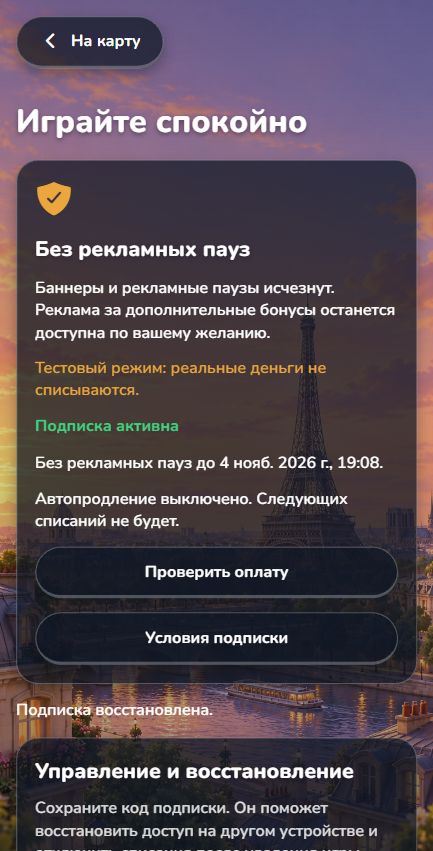 На карту
Играйте спокойно
Без рекламных пауз
Баннеры и рекламные паузы исчезнут.
Реклама за дополнительные бонусы останется
доступна по вашему желанию.
Тестовый режим: реальные деньги не
списываются.
Подписка активна
Без рекламных пауз до 4 нояб. 2026 г., 19:08.
Автопродление выключено. Следующих
списаний не будет.
Проверить оплату
Условия подписки
Подписка восстановлена.
Управление и восстановление
Сохраните код подписки. Он поможет
восстановить доступ на другом устройстве и